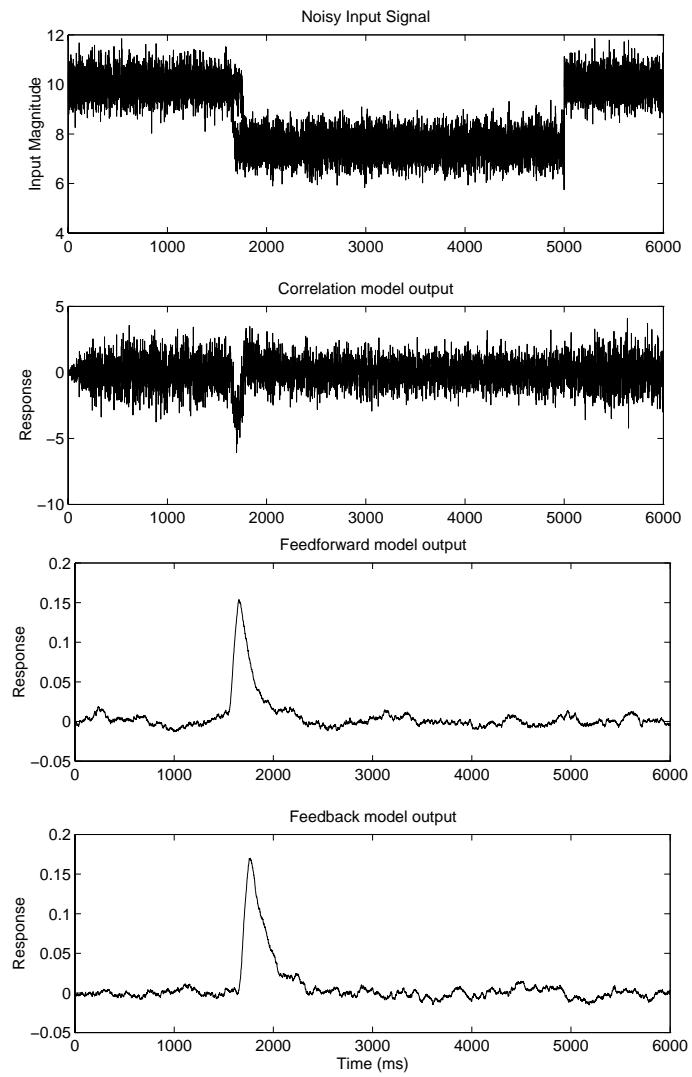 Noisy Input Signal
12
10
8
6
4
Input Magnitude
0 1000 2000 3000 4000 5000 6000
Correlation model output
5
0
−5
−10
Response
0 1000 2000 3000 4000 5000 6000
Feedforward model output
0.2
0.15
0.1
0.05
0
−0.05
Response
0 1000 2000 3000 4000 5000 6000
Feedback model output
0.2
0.15
0.1
0.05
0
−0.05
Response
0 1000 2000 3000 4000 5000 6000
Time (ms)